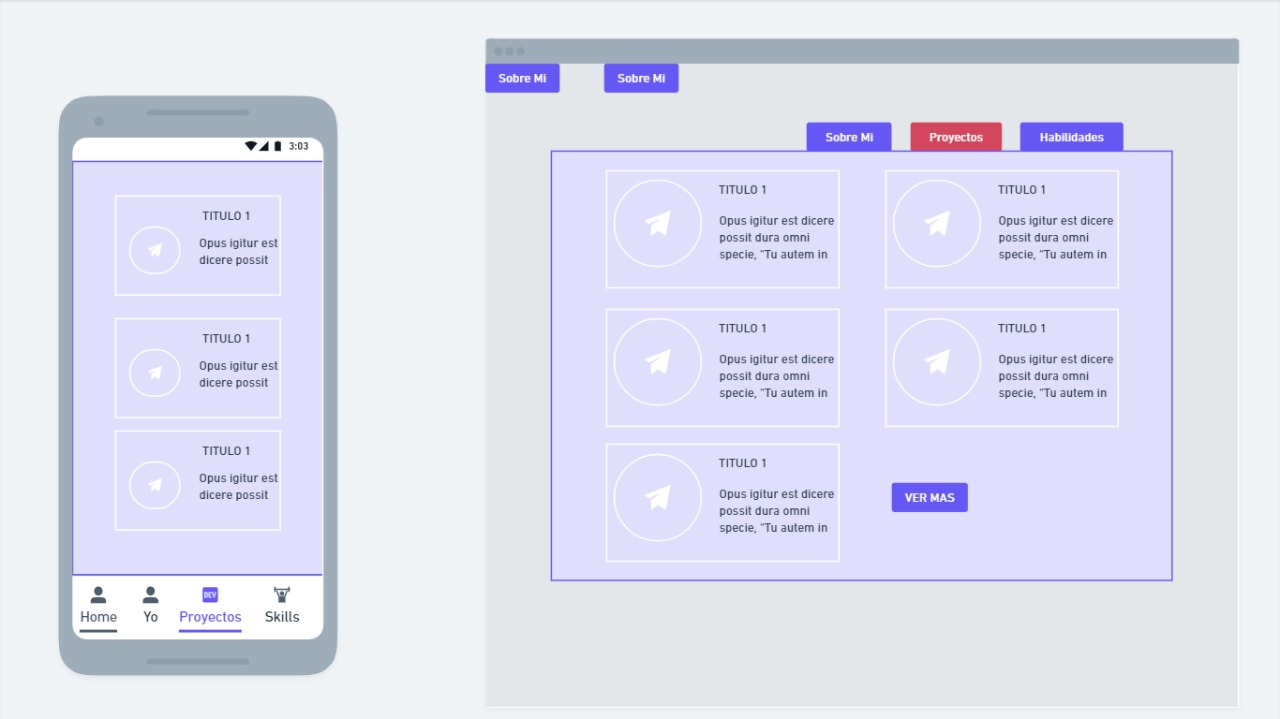 3:03
TITULO 1
Opus igitur est
dicere possit
TITULO 1
Opus igitur est
dicere possit
TITULO 1
Opus igitur est
dicere possit
DEV
Home
Yo
Proyectos
Skills
Sobre Mi
Sobre Mi
Sobre Mi
Proyectos
Habilidades
TITULO 1
Opus igitur est dicere
possit dura omni
specie, "Tu autem in
TITULO 1
Opus igitur est dicere
possit dura omni
specie, "Tu autem in
TITULO 1
Opus igitur est dicere
possit dura omni
specie, "Tu autem in
TITULO 1
Opus igitur est dicere
possit dura omni
specie, "Tu autem in
TITULO 1
Opus igitur est dicere
possit dura omni
specie, "Tu autem in
VER MAS